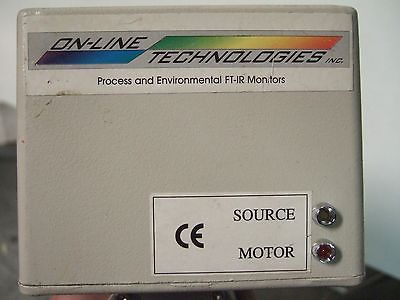 ON-LINE
TECHNOLOGIES INC.
Process and Environmental FT-IR Monitors
CE SOURCE
MOTOR